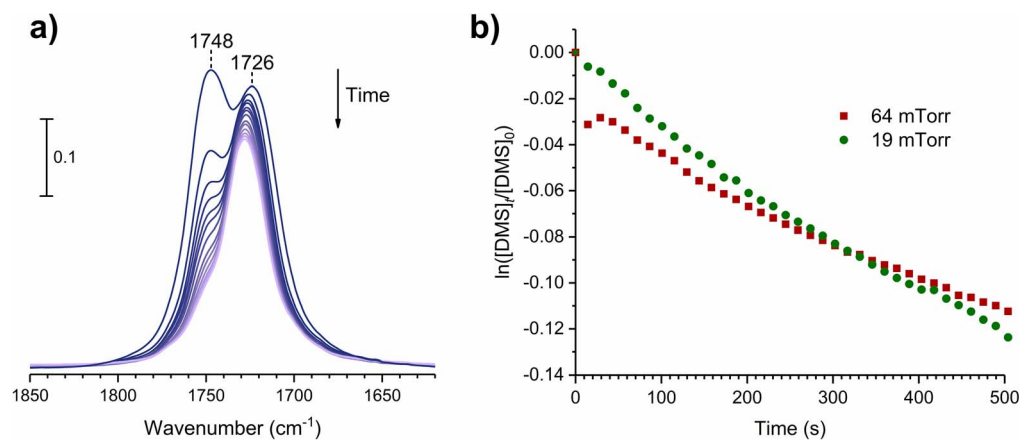 a)
1748
1726
Time
0.1
1850
1800
1750
1700
1650
Wavenumber (cm⁻¹)
b)
0.00
-0.02
-0.04
-0.06
-0.08
-0.10
-0.12
-0.14
ln([DMS]ₜ/[DMS]₀)
64 mTorr
19 mTorr
0
100
200
300
400
500
Time (s)